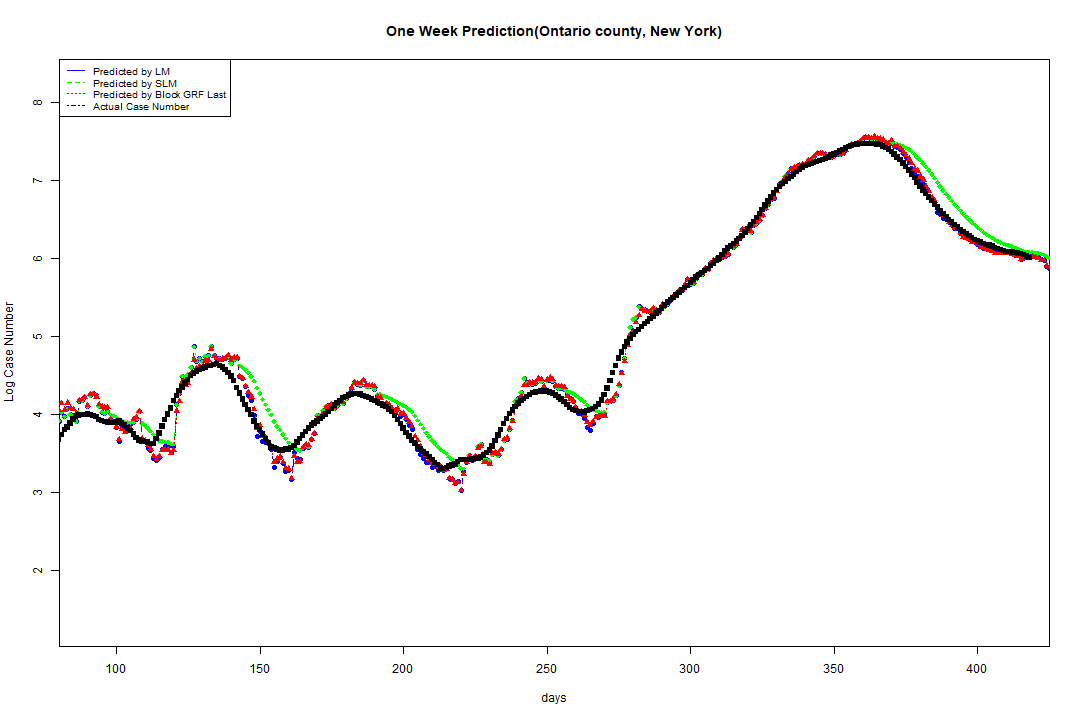 One Week Prediction(Ontario county, New York)
Predicted by LM
Predicted by SLM
Predicted by Block GRF Last
Actual Case Number
Log Case Number
8
7
6
5
4
3
2
100 150 200 250 300 350 400
days